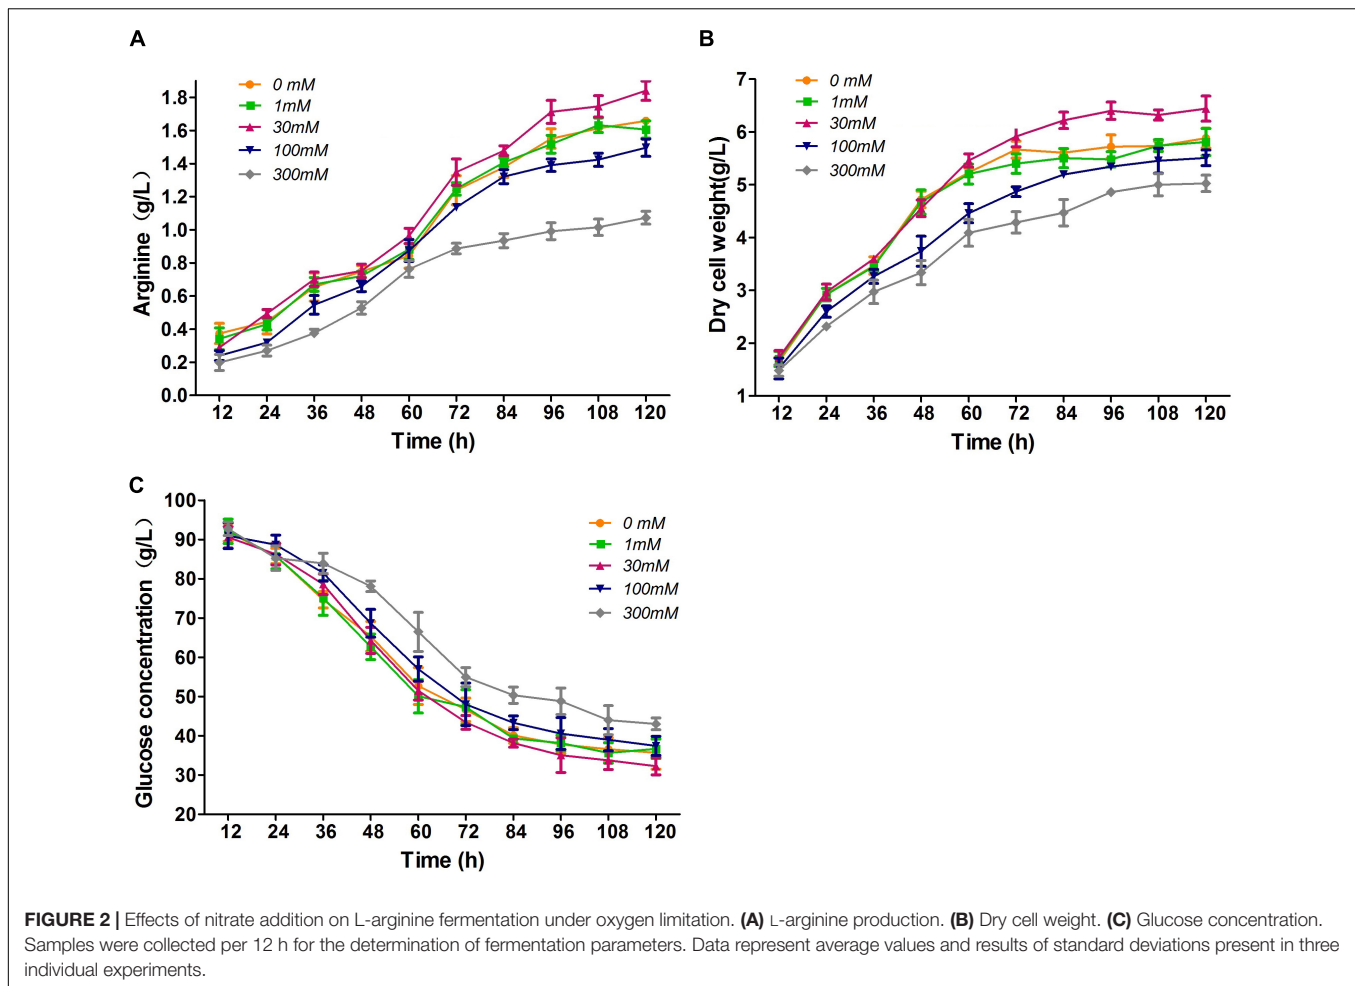 A
0 mM
1mM
30mM
100mM
300mM
Arginine (g/L)
1.8
1.6
1.4
1.2
1.0
0.8
0.6
0.4
0.2
0.0
12 24 36 48 60 72 84 96 108 120
Time (h)
B
0 mM
1mM
30mM
100mM
300mM
Dry cell weight(g/L)
7
6
5
4
3
2
1
12 24 36 48 60 72 84 96 108 120
Time (h)
C
0 mM
1mM
30mM
100mM
300mM
Glucose concentration (g/L)
100
90
80
70
60
50
40
30
20
12 24 36 48 60 72 84 96 108 120
Time (h)
FIGURE 2 | Effects of nitrate addition on L-arginine fermentation under oxygen limitation. (A) L-arginine production. (B) Dry cell weight. (C) Glucose concentration.
Samples were collected per 12 h for the determination of fermentation parameters. Data represent average values and results of standard deviations present in three
individual experiments.